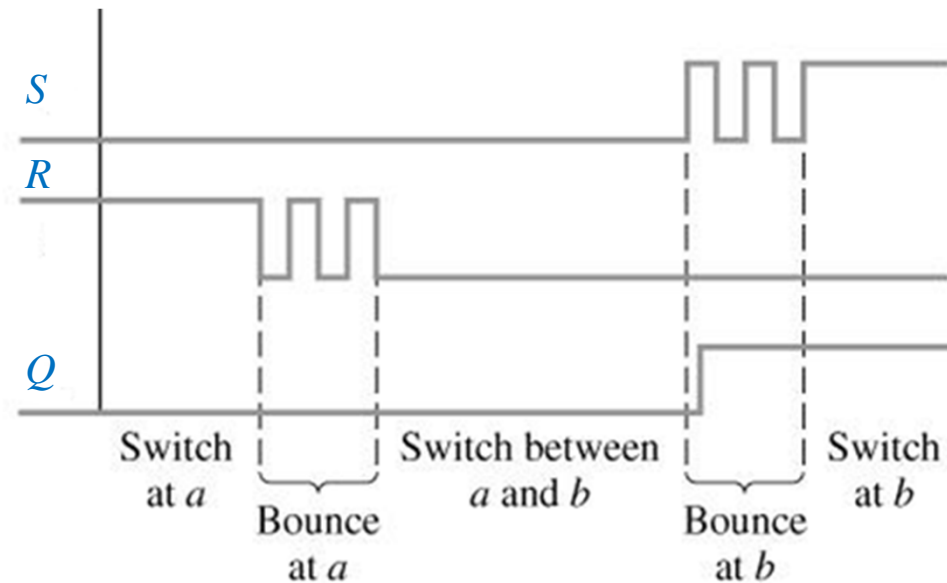 S
R
Q
Switch
at a
Bounce
at a
Switch between
a and b
Bounce
at b
Switch
at b